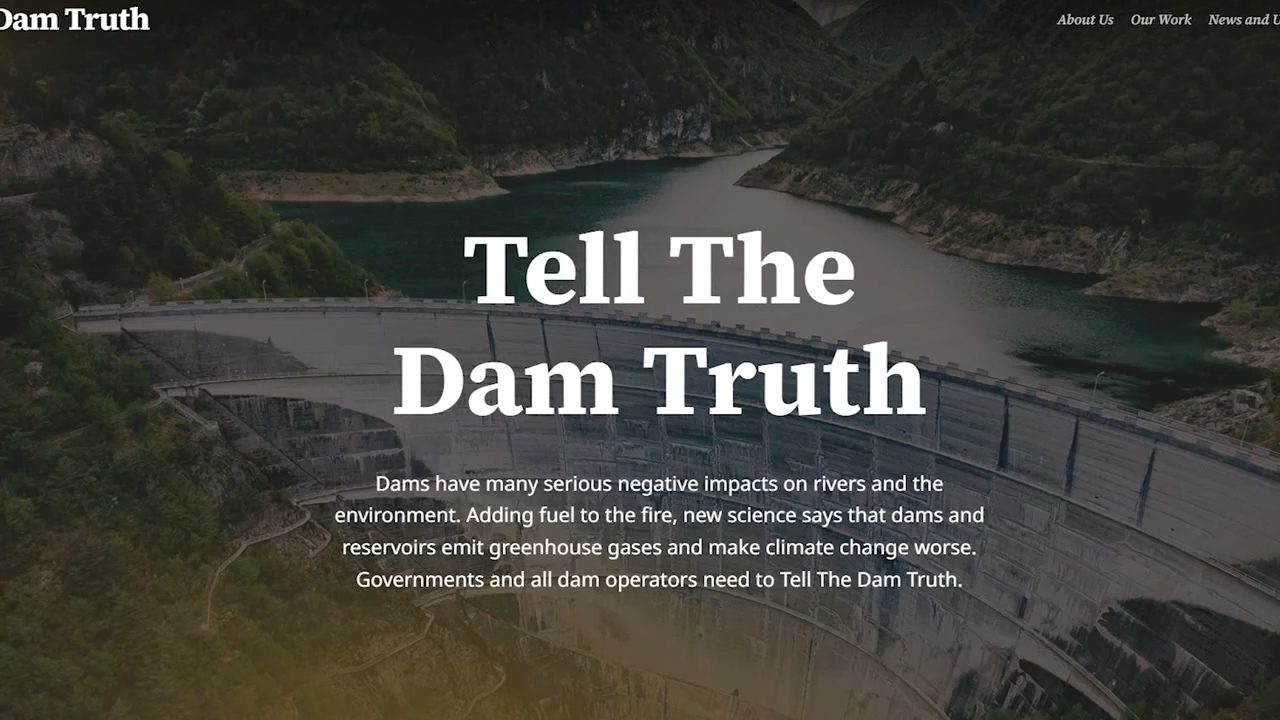 Dam Truth
About Us Our Work News and U
Tell The
Dam Truth
Dams have many serious negative impacts on rivers and the
environment. Adding fuel to the fire, new science says that dams and
reservoirs emit greenhouse gases and make climate change worse.
Governments and all dam operators need to Tell The Dam Truth.